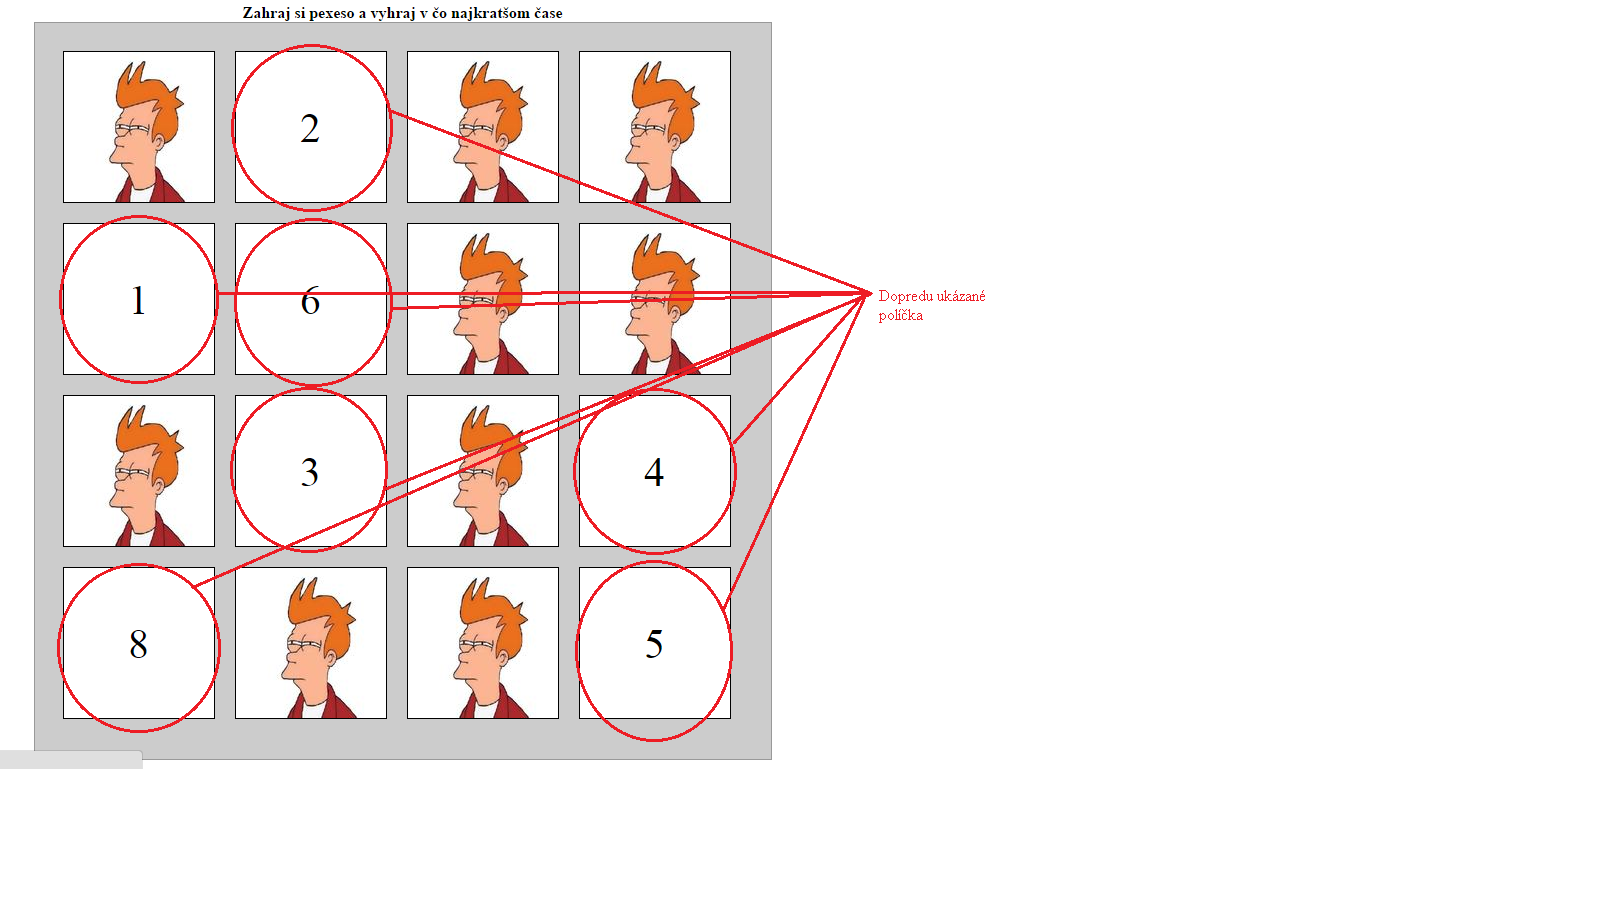 Zahraj si pexeso a vyhraj v čo najkratšom čase
2
1 6
Dopredu ukázané
políčka
3 4
8 5